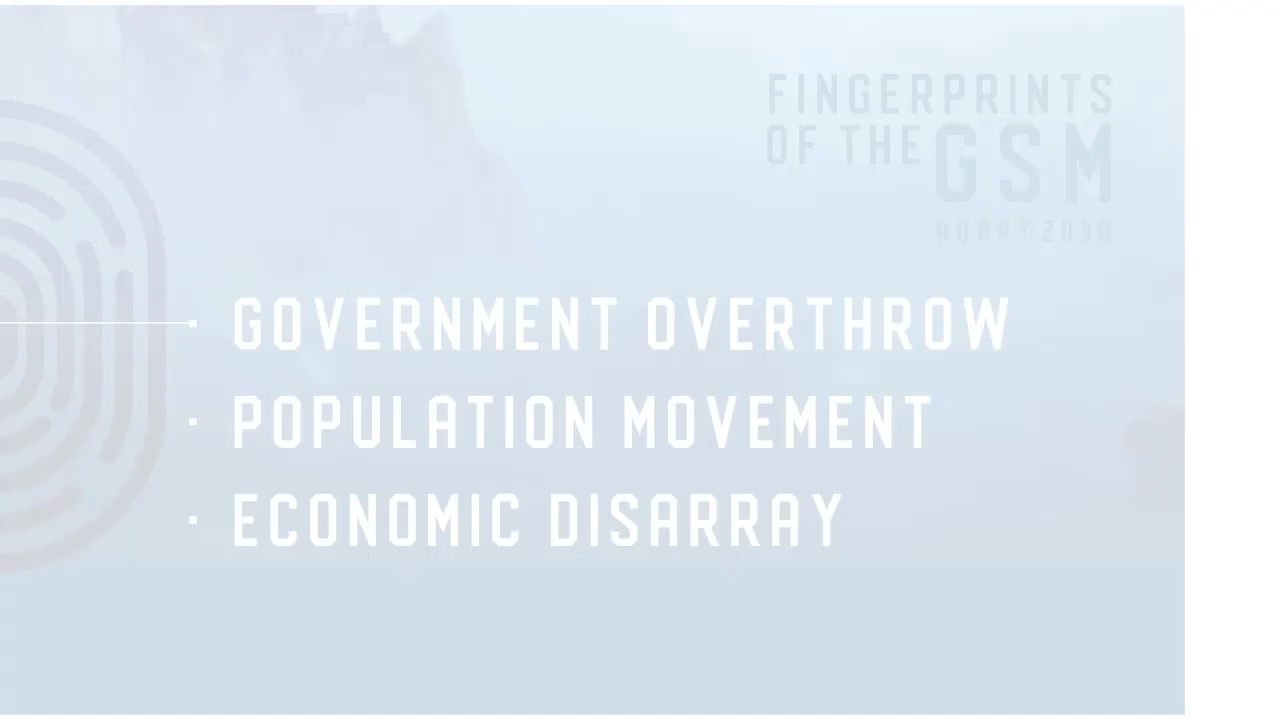 FINGERPRINTS
OF THE GSM
GOVERNMENT OVERTHROW
POPULATION MOVEMENT
ECONOMIC DISARRAY